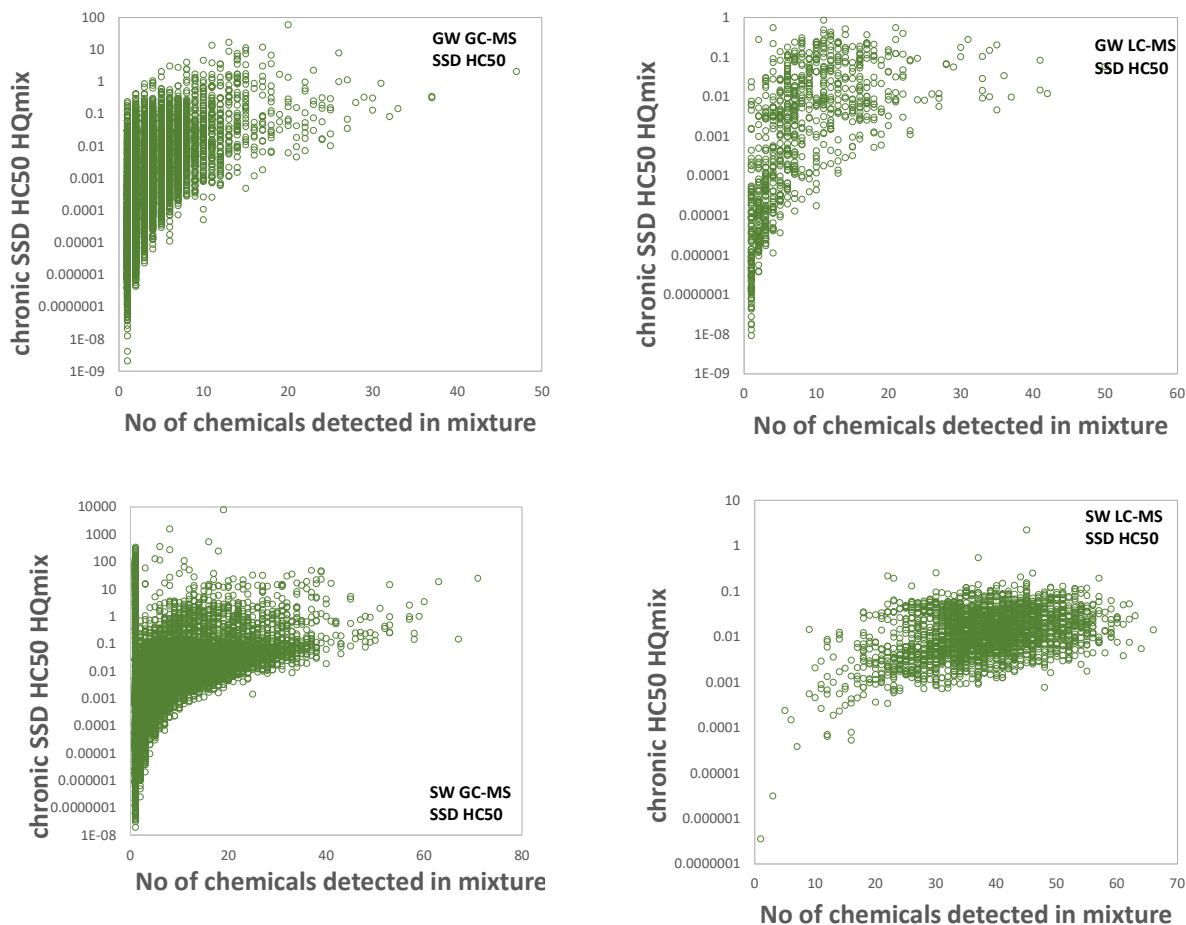 chronic SSD HC50 HQmix
100
10
1
0.1
0.01
0.001
0.0001
0.00001
0.000001
0.0000001
1E-08
1E-09
GW GC-MS
SSD HC50
0 10 20 30 40 50
No of chemicals detected in mixture
chronic SSD HC50 HQmix
1
0.1
0.01
0.001
0.0001
0.00001
0.000001
0.0000001
1E-08
1E-09
GW LC-MS
SSD HC50
0 10 20 30 40 50 60
No of chemicals detected in mixture
chronic SSD HC50 HQmix
10000
1000
100
10
1
0.1
0.01
0.001
0.0001
0.00001
0.000001
0.0000001
1E-08
SW GC-MS
SSD HC50
0 20 40 60 80
No of chemicals detected in mixture
chronic HC50 HQmix
10
1
0.1
0.01
0.001
0.0001
0.00001
0.000001
0.0000001
SW LC-MS
SSD HC50
0 10 20 30 40 50 60 70
No of chemicals detected in mixture